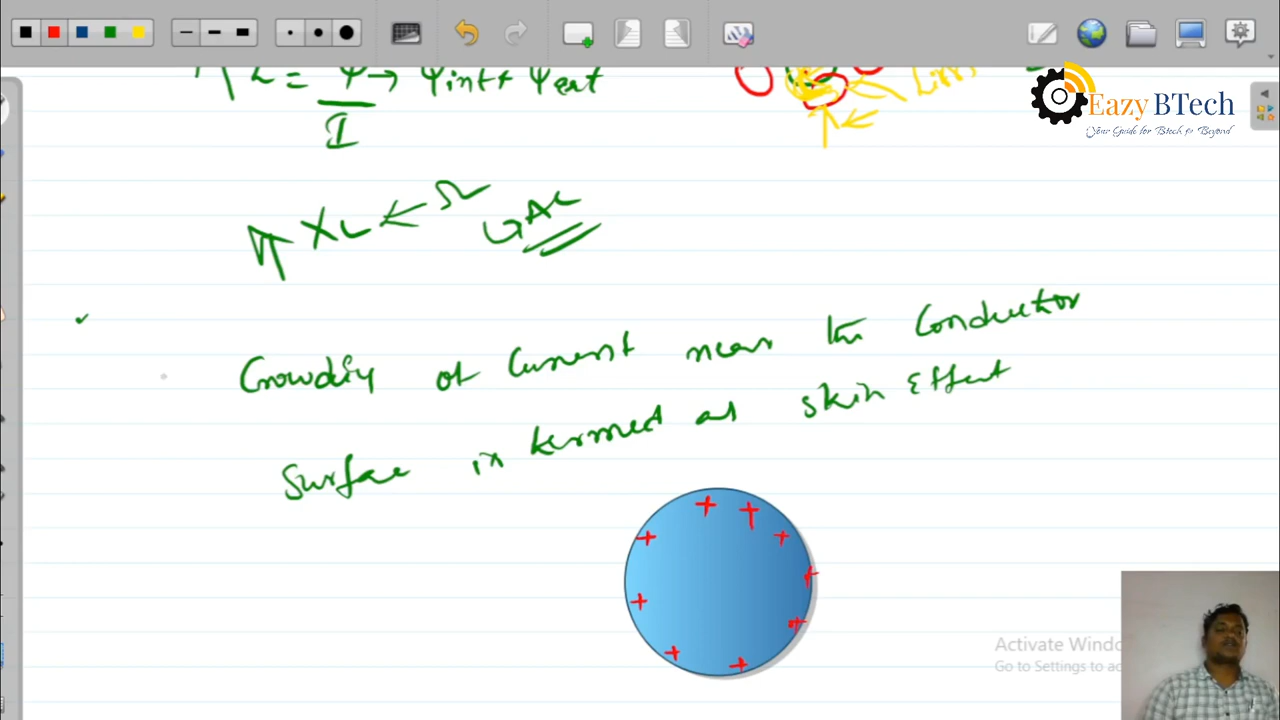 L = Ψ → Ψint + Ψext
I
Eazy BTech
Your Guide for Btech & Beyond
XL ← Ω
AC
Crowding of Current near the Conductor
Surface is termed as skin Effect
+ + + + + + + + + +
Activate Windo
Go to Settings to ac